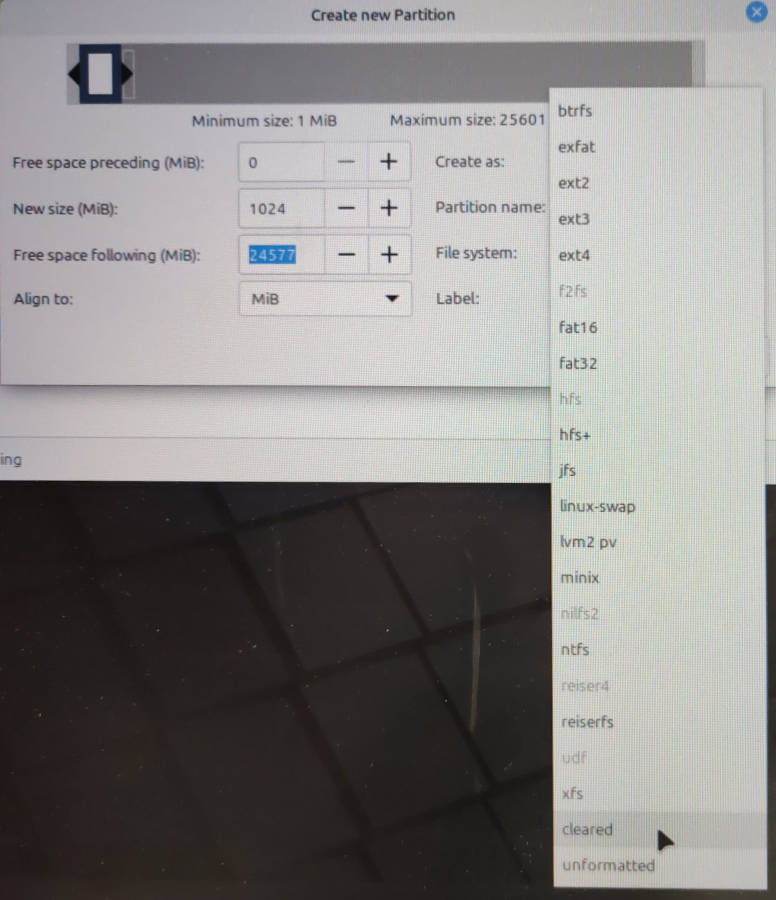 Create new Partition
Minimum size: 1 MiB
Maximum size: 25601
Free space preceding (MiB):
0
Create as:
New size (MiB):
1024
Partition name:
Free space following (MiB):
24577
File system:
Align to:
MiB
Label:
btrfs
exfat
ext2
ext3
ext4
f2fs
fat16
fat32
hfs
hfs+
jfs
linux-swap
lvm2 pv
minix
nilfs2
ntfs
reiser4
reiserfs
udf
xfs
cleared
unformatted
ing